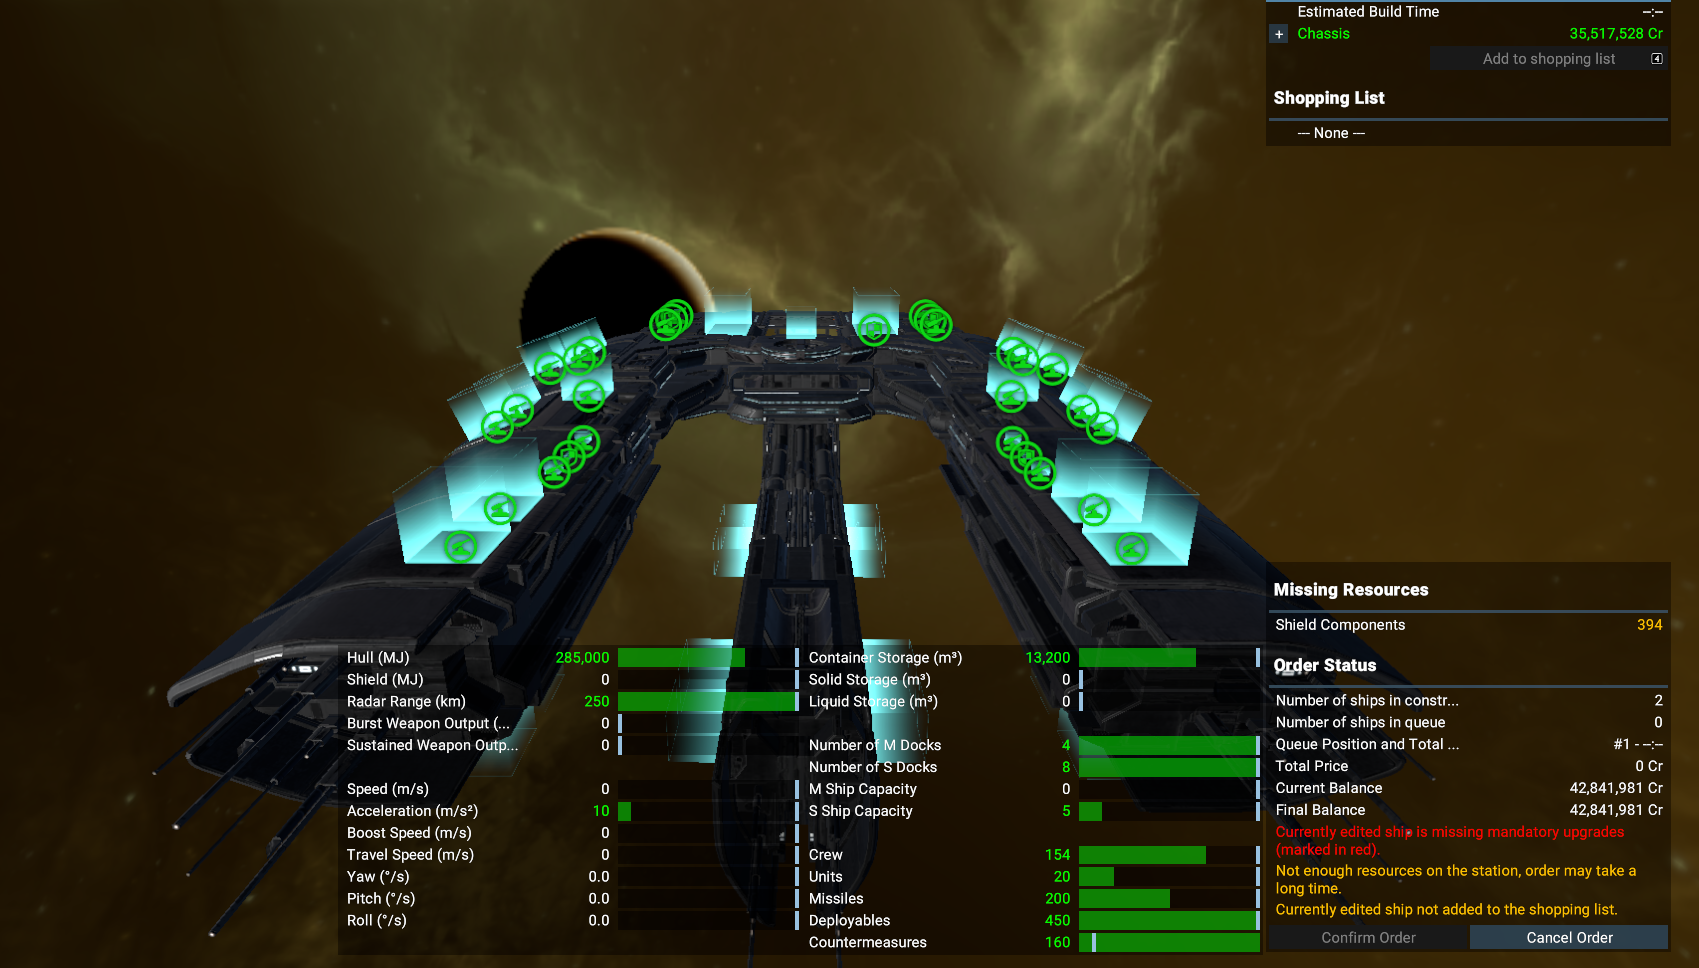 Estimated Build Time --:--
+ Chassis 35,517,528 Cr
Add to shopping list 4
Shopping List
--- None ---
Missing Resources
Shield Components 394
Order Status
Number of ships in constr... 2
Number of ships in queue 0
Queue Position and Total ... #1 - --:--
Total Price 0 Cr
Current Balance 42,841,981 Cr
Final Balance 42,841,981 Cr
Currently edited ship is missing mandatory upgrades
(marked in red).
Not enough resources on the station, order may take a
long time.
Currently edited ship not added to the shopping list.
Confirm Order Cancel Order
Hull (MJ) 285,000
Shield (MJ) 0
Radar Range (km) 250
Burst Weapon Output (... 0
Sustained Weapon Outp... 0
Speed (m/s) 0
Acceleration (m/s²) 10
Boost Speed (m/s) 0
Travel Speed (m/s) 0
Yaw (°/s) 0.0
Pitch (°/s) 0.0
Roll (°/s) 0.0
Container Storage (m³) 13,200
Solid Storage (m³) 0
Liquid Storage (m³) 0
Number of M Docks 4
Number of S Docks 8
M Ship Capacity 0
S Ship Capacity 5
Crew 154
Units 20
Missiles 200
Deployables 450
Countermeasures 160